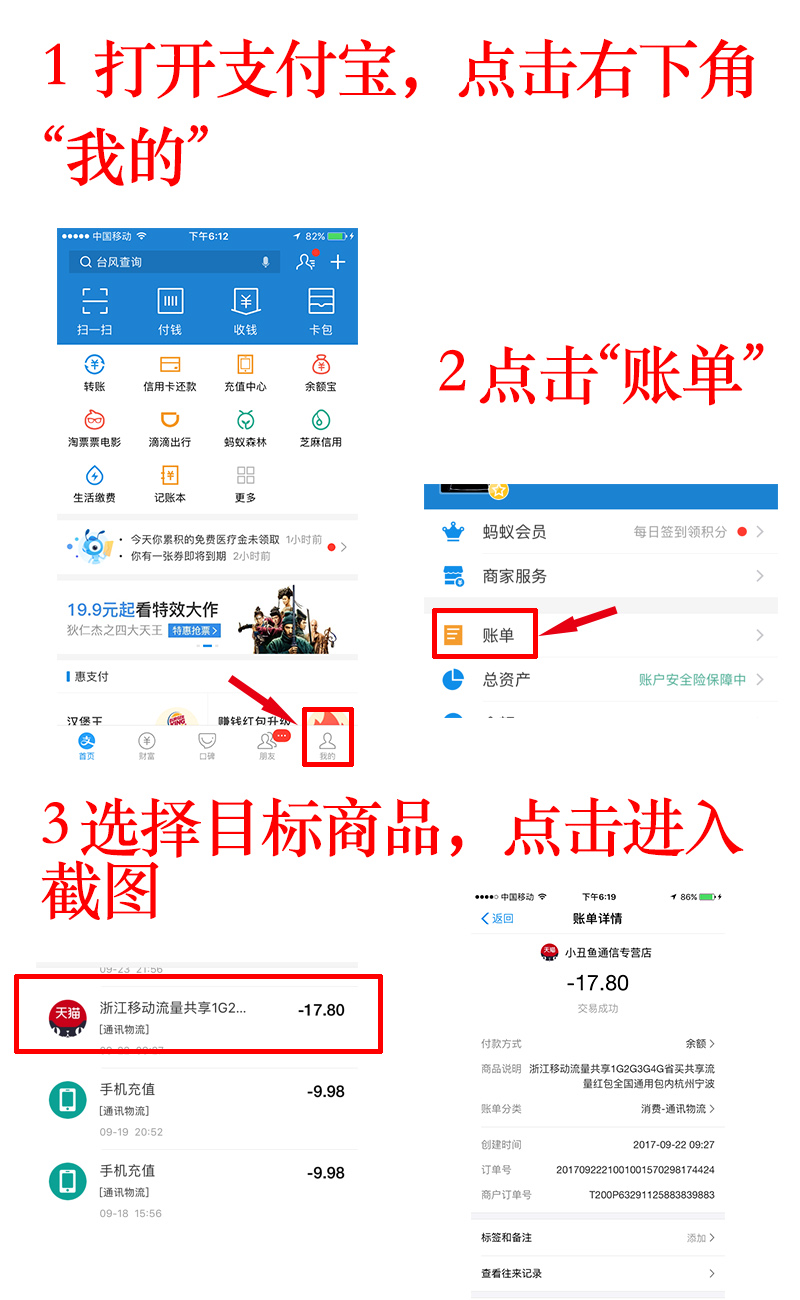 1 打开支付宝，点击右下角
“我的”
中国移动 下午6:12 82%
台风查询
扫一扫 付钱 收钱 卡包
转账 信用卡还款 充值中心 余额宝
淘票票电影 滴滴出行 蚂蚁森林 芝麻信用
生活缴费 记账本 更多
· 今天你累积的免费医疗金未领取 1小时前
· 你有一张券即将到期 2小时前
19.9元起看特效大作
狄仁杰之四大天王 特惠抢票>
惠支付
汉堡王 赚钱红包升级
首页 财富 口碑 朋友 我的
2 点击“账单”
蚂蚁会员 每日签到领积分
商家服务
账单
总资产 账户安全险保障中
3 选择目标商品，点击进入
截图
09-23 21:56
天猫
浙江移动流量共享1G2... -17.80
[通讯物流]
手机充值 -9.98
[通讯物流]
09-19 20:52
手机充值 -9.98
[通讯物流]
09-18 15:56
中国移动 下午6:19 86%
返回 账单详情
天猫 小丑鱼通信专营店
-17.80
交易成功
付款方式 余额
商品说明 浙江移动流量共享1G2G3G4G省买共享流
量红包全国通用包内杭州宁波
账单分类 消费-通讯物流
创建时间 2017-09-22 09:27
订单号 2017092221001001570298174424
商户订单号 T200P63291125883839883
标签和备注 添加
查看往来记录